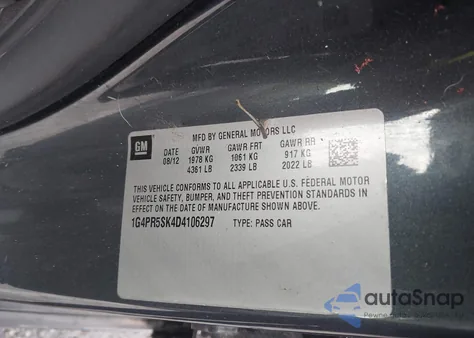 GM
MFD BY GENERAL MOTORS LLC
DATE GVWR GAWR FRT GAWR RR
08/12 1978 KG 1061 KG 917 KG
4361 LB 2339 LB 2022 LB
THIS VEHICLE CONFORMS TO ALL APPLICABLE U.S. FEDERAL MOTOR
VEHICLE SAFETY, BUMPER, AND THEFT PREVENTION STANDARDS IN
EFFECT ON THE DATE OF MANUFACTURE SHOWN ABOVE.
1G4PR5SK4D4106297 TYPE: PASS CAR
autoSnap